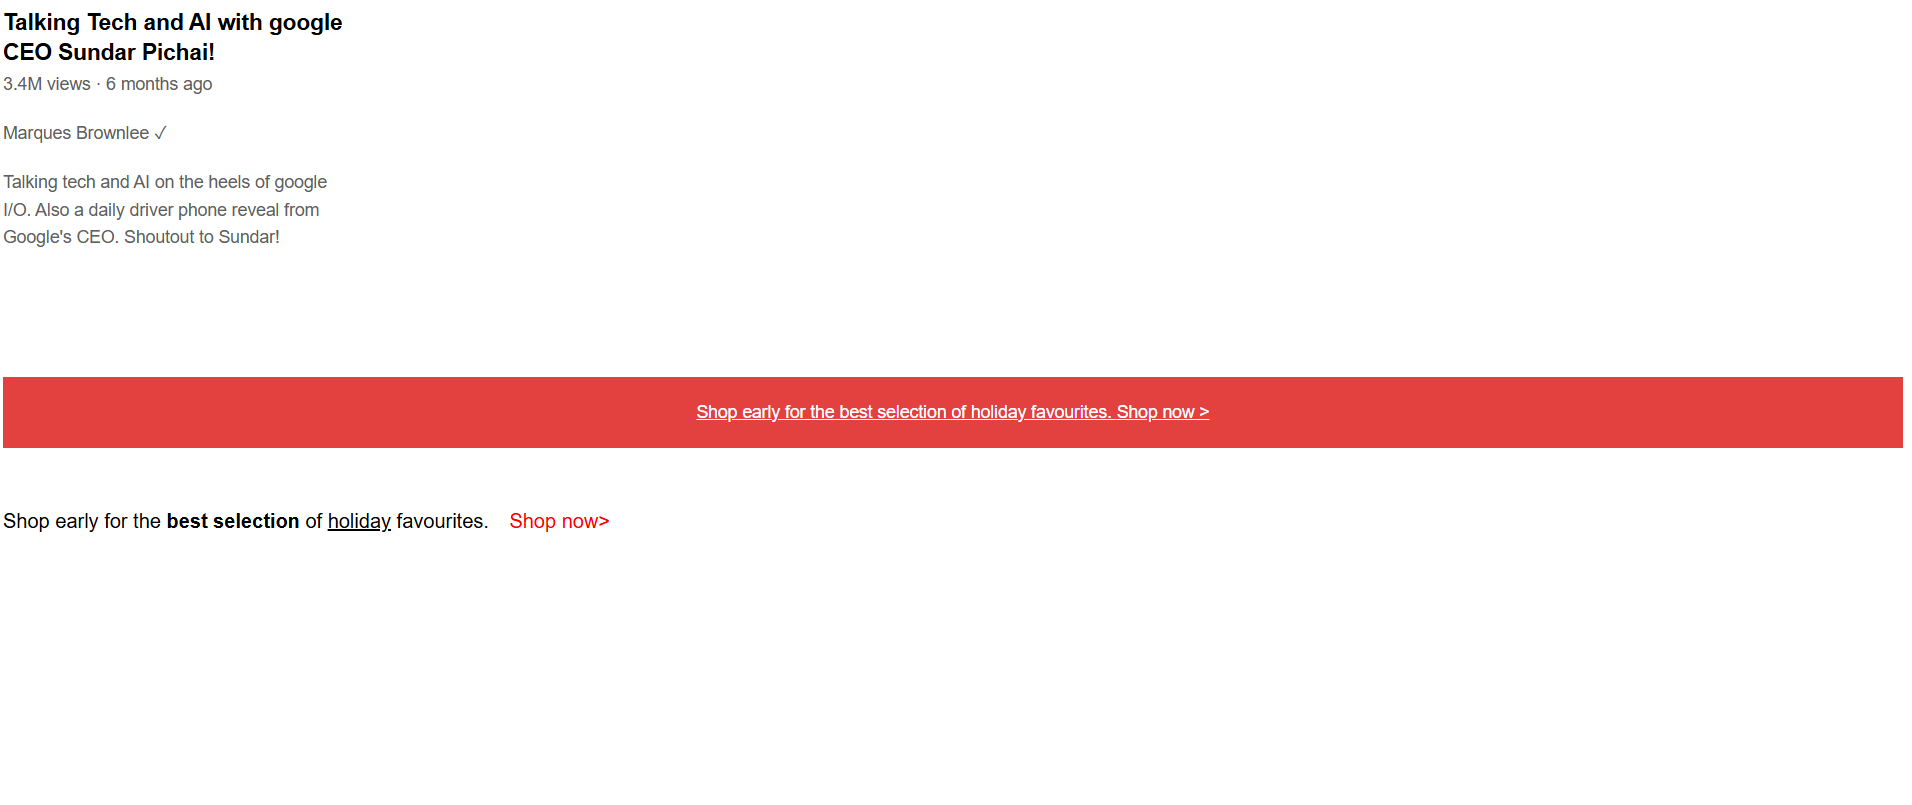 Talking Tech and AI with google
CEO Sundar Pichai!
3.4M views · 6 months ago
Marques Brownlee ✓
Talking tech and AI on the heels of google
I/O. Also a daily driver phone reveal from
Google's CEO. Shoutout to Sundar!
Shop early for the best selection of holiday favourites. Shop now >
Shop early for the best selection of holiday favourites. Shop now>